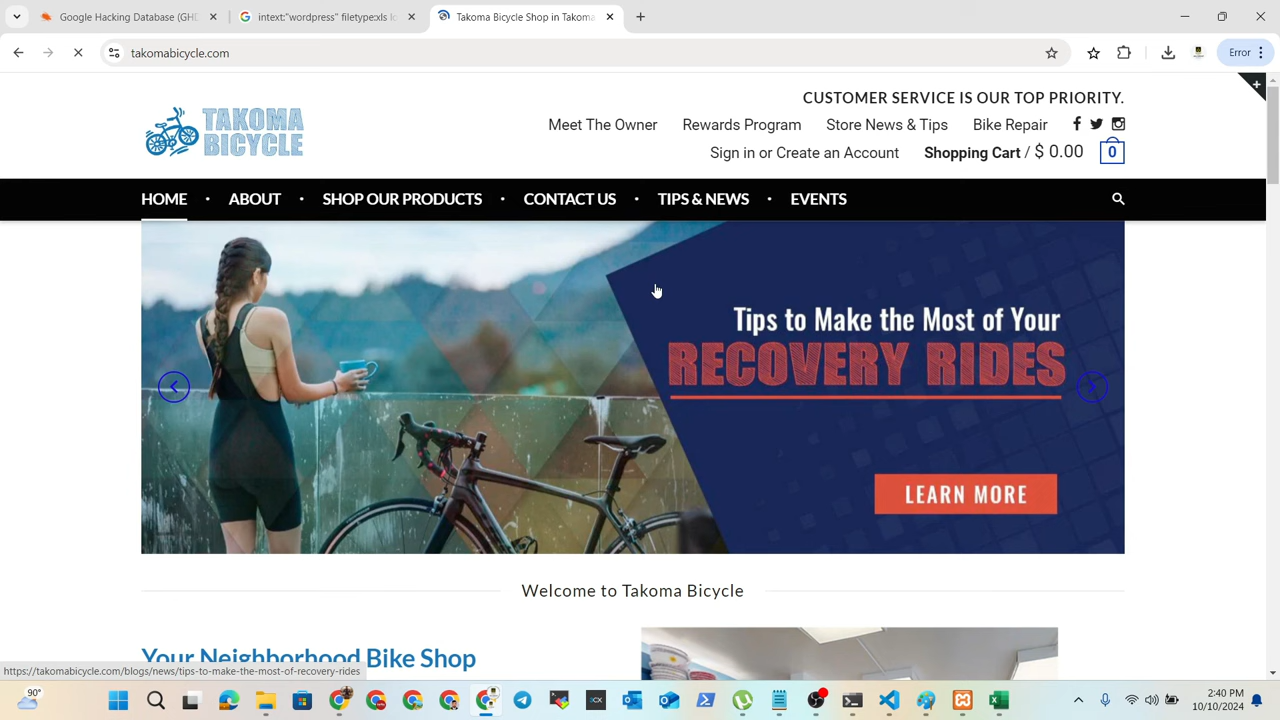 Google Hacking Database (GHD
intext:"wordpress" filetype:xls lo
Takoma Bicycle Shop in Takoma
takomabicycle.com
Error
TAKOMA
BICYCLE
CUSTOMER SERVICE IS OUR TOP PRIORITY.
Meet The Owner
Rewards Program
Store News & Tips
Bike Repair
Sign in or Create an Account
Shopping Cart / $ 0.00
0
HOME • ABOUT • SHOP OUR PRODUCTS • CONTACT US • TIPS & NEWS • EVENTS
Tips to Make the Most of Your
RECOVERY RIDES
LEARN MORE
Welcome to Takoma Bicycle
Your Neighborhood Bike Shop
https://takomabicycle.com/blogs/news/tips-to-make-the-most-of-recovery-rides
90°
2:40 PM
10/10/2024